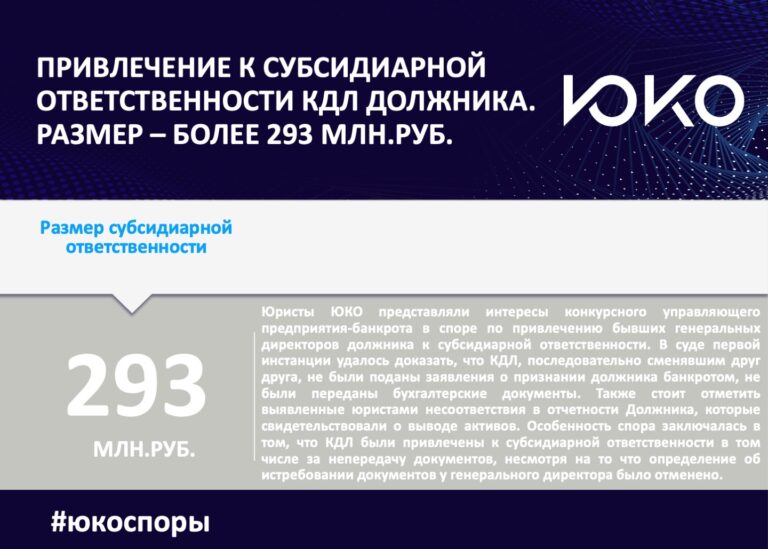 ПРИВЛЕЧЕНИЕ К СУБСИДИАРНОЙ
ОТВЕТСТВЕННОСТИ КДЛ ДОЛЖНИКА.
РАЗМЕР – БОЛЕЕ 293 МЛН.РУБ.
ЮКО
Размер субсидиарной
ответственности
293
МЛН.РУБ.
Юристы ЮКО представляли интересы конкурсного управляющего
предприятия-банкрота в споре по привлечению бывших генеральных
директоров должника к субсидиарной ответственности. В суде первой
инстанции удалось доказать, что КДЛ, последовательно сменявшим друг
друга, не были поданы заявления о признании должника банкротом, не
были переданы бухгалтерские документы. Также стоит отметить
выявленные юристами несоответствия в отчетности Должника, которые
свидетельствовали о выводе активов. Особенность спора заключалась в
том, что КДЛ были привлечены к субсидиарной ответственности в том
числе за непередачу документов, несмотря на то что определение об
истребовании документов у генерального директора было отменено.
#юкоспоры